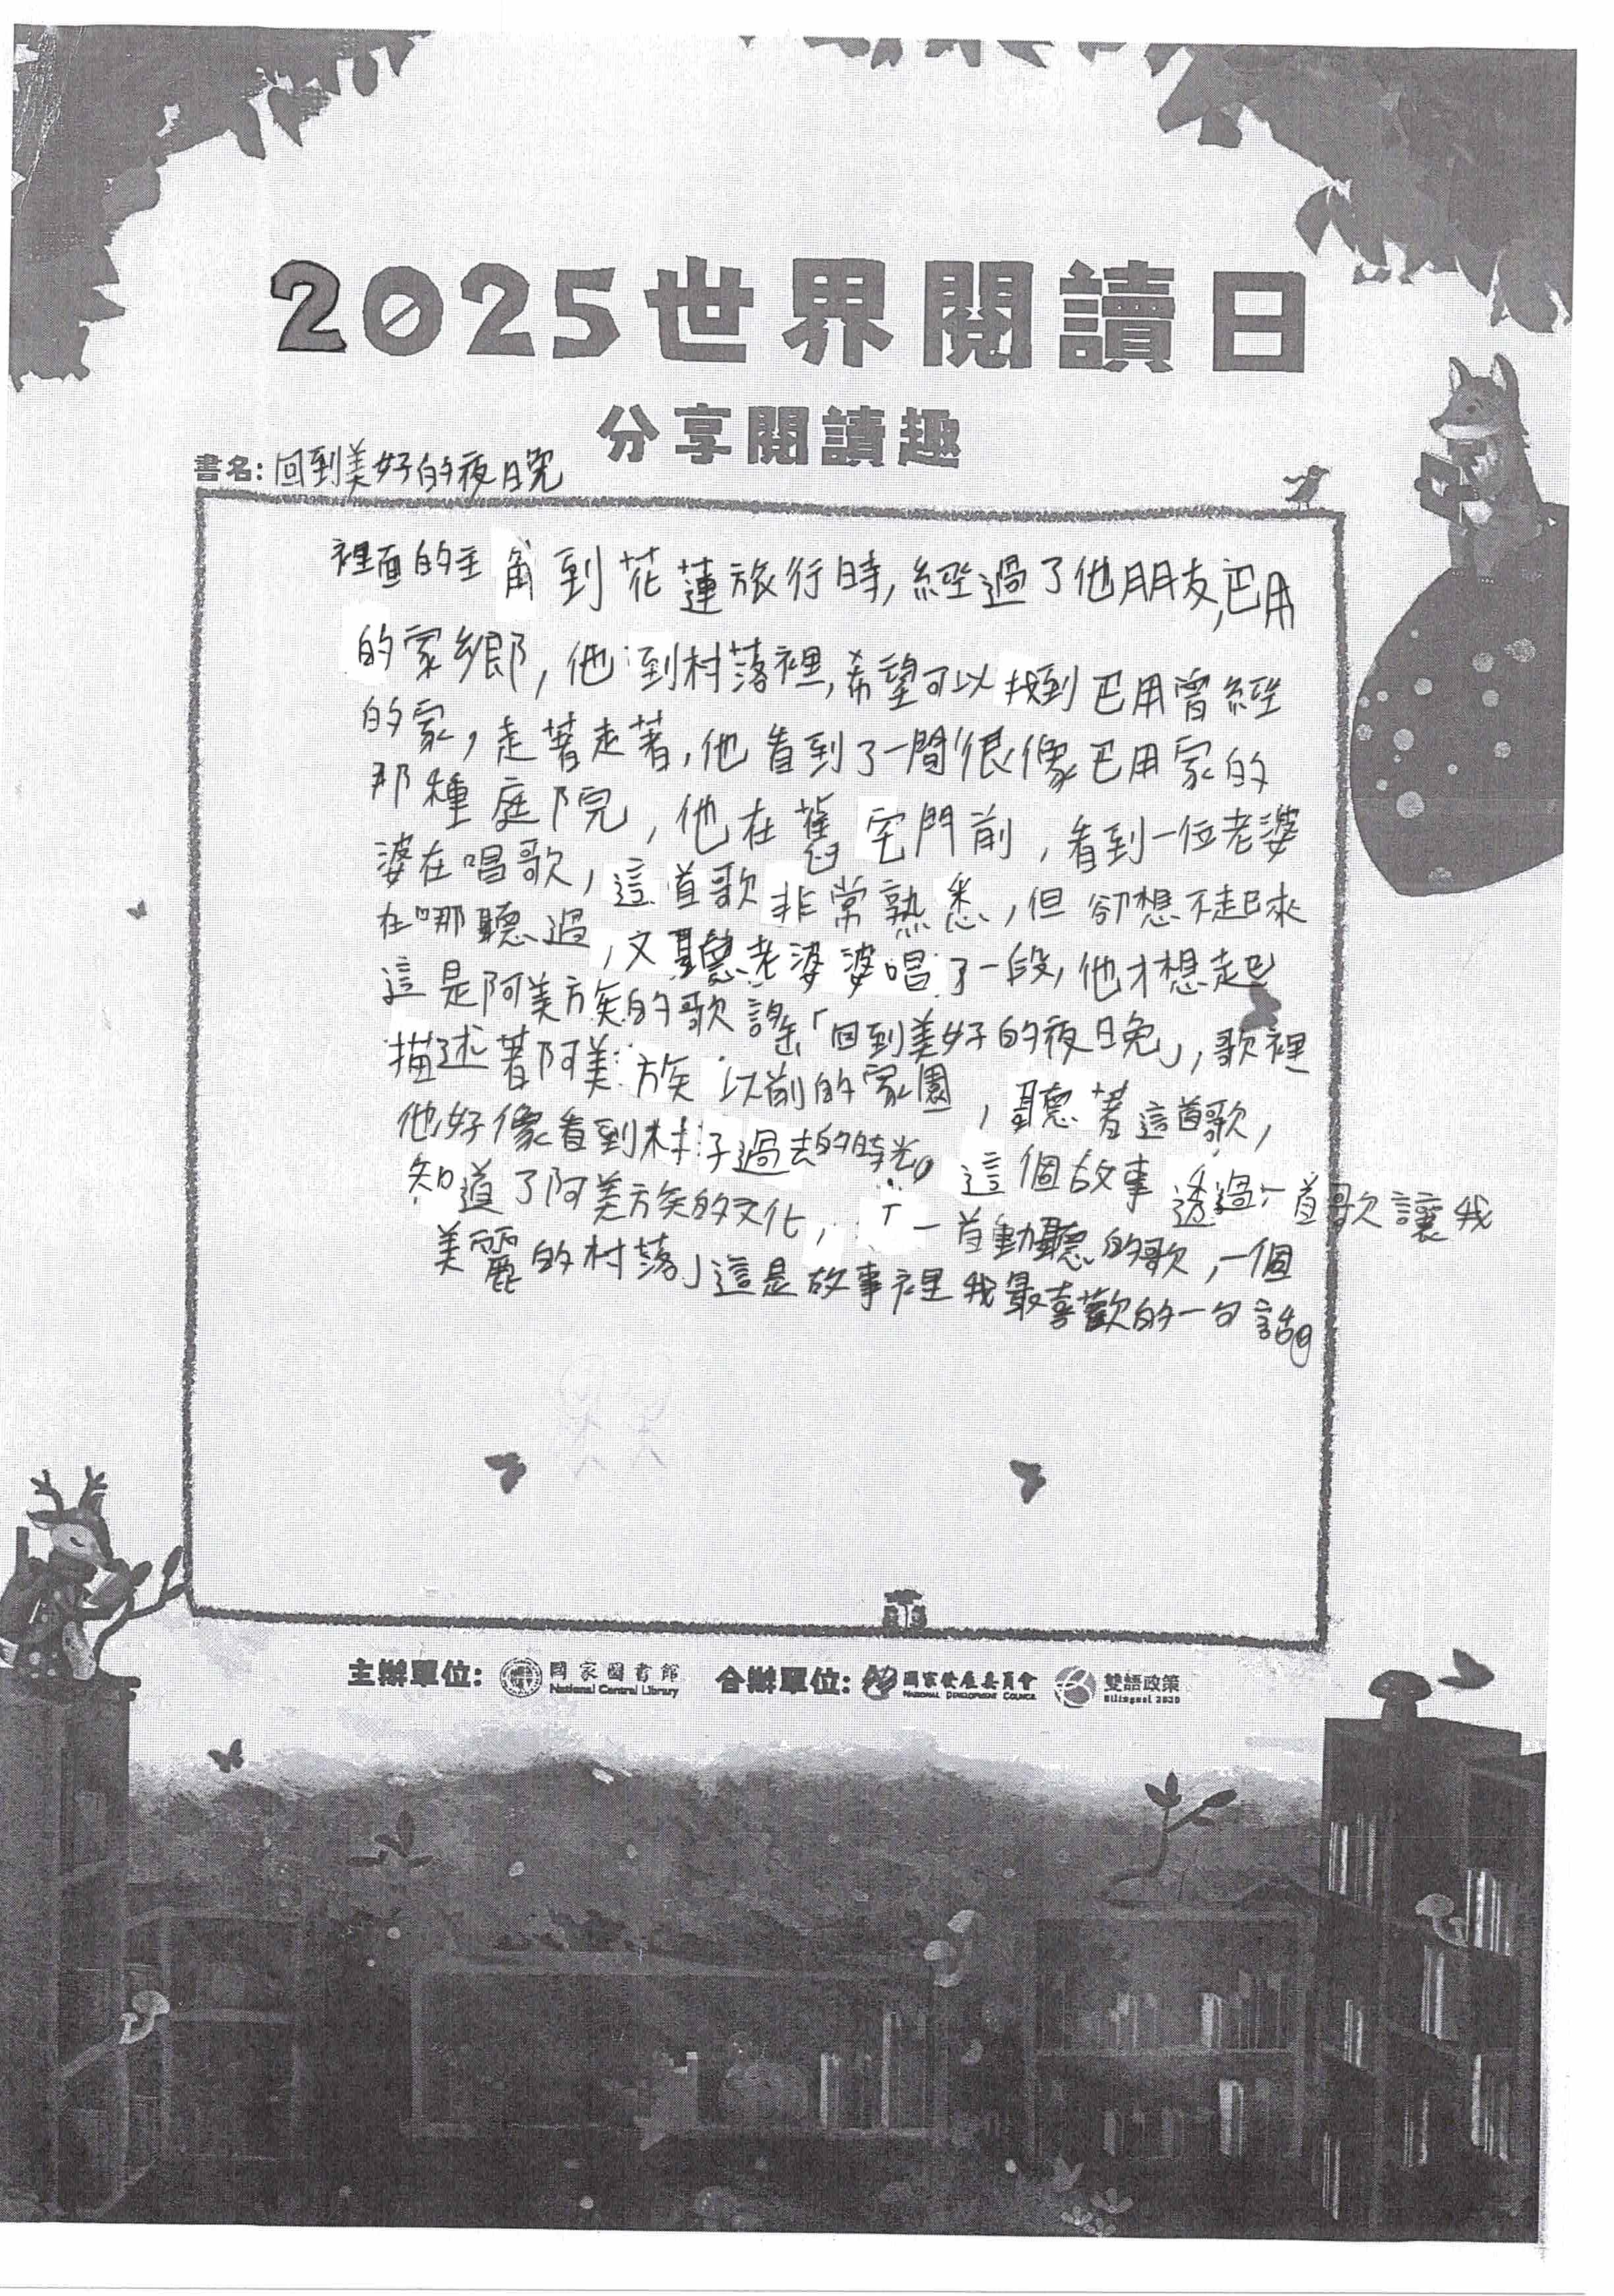 2025世界閱讀日
分享閱讀趣
書名:回到美好的夜晚
裡面的主角到花蓮旅行時,經過了他朋友,巴用
的家鄉,他到村落裡,希望可以找到巴用曾經
的家,走著走著,他看到了一間很像巴用家的
那種庭院,他在舊宅門前,看到一位老婆
婆在唱歌,這首歌非常熟悉,但卻想不起來
在哪聽過,又聽老婆婆唱了一段,他才想起
這是阿美族的歌謠「回到美好的夜晚」,歌裡
描述著阿美族以前的家園,聽著這首歌,
他好像看到村子過去的時光。這個故事透過一首歌讓我
知道了阿美族的文化,「一首動聽的歌,一個
美麗的村落」這是故事裡我最喜歡的一句話。
主辦單位: 國家圖書館 National Central Library 合辦單位: 國家發展委員會 NATIONAL DEVELOPMENT COUNCIL 雙語政策 Bilingual 2030